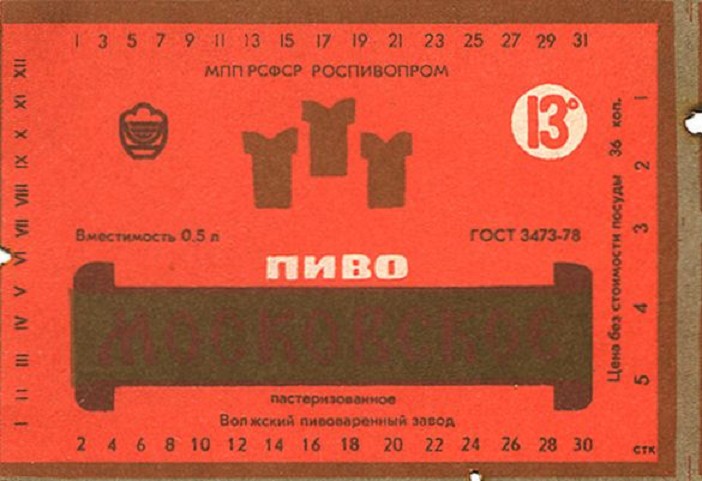 1 3 5 7 9 11 13 15 17 19 21 23 25 27 29 31
МПП РСФСР РОСПИВОПРОМ
13°
Вместимость 0,5 л
ГОСТ 3473-78
ПИВО
МОСКОВСКОЕ
пастеризованное
Волжский пивоваренный завод
2 4 6 8 10 12 14 16 18 20 22 24 26 28 30
СТК
I II III IV V VI VII VIII IX X XI XII
Цена без стоимости посуды 36 коп.
1 2 3 4 5